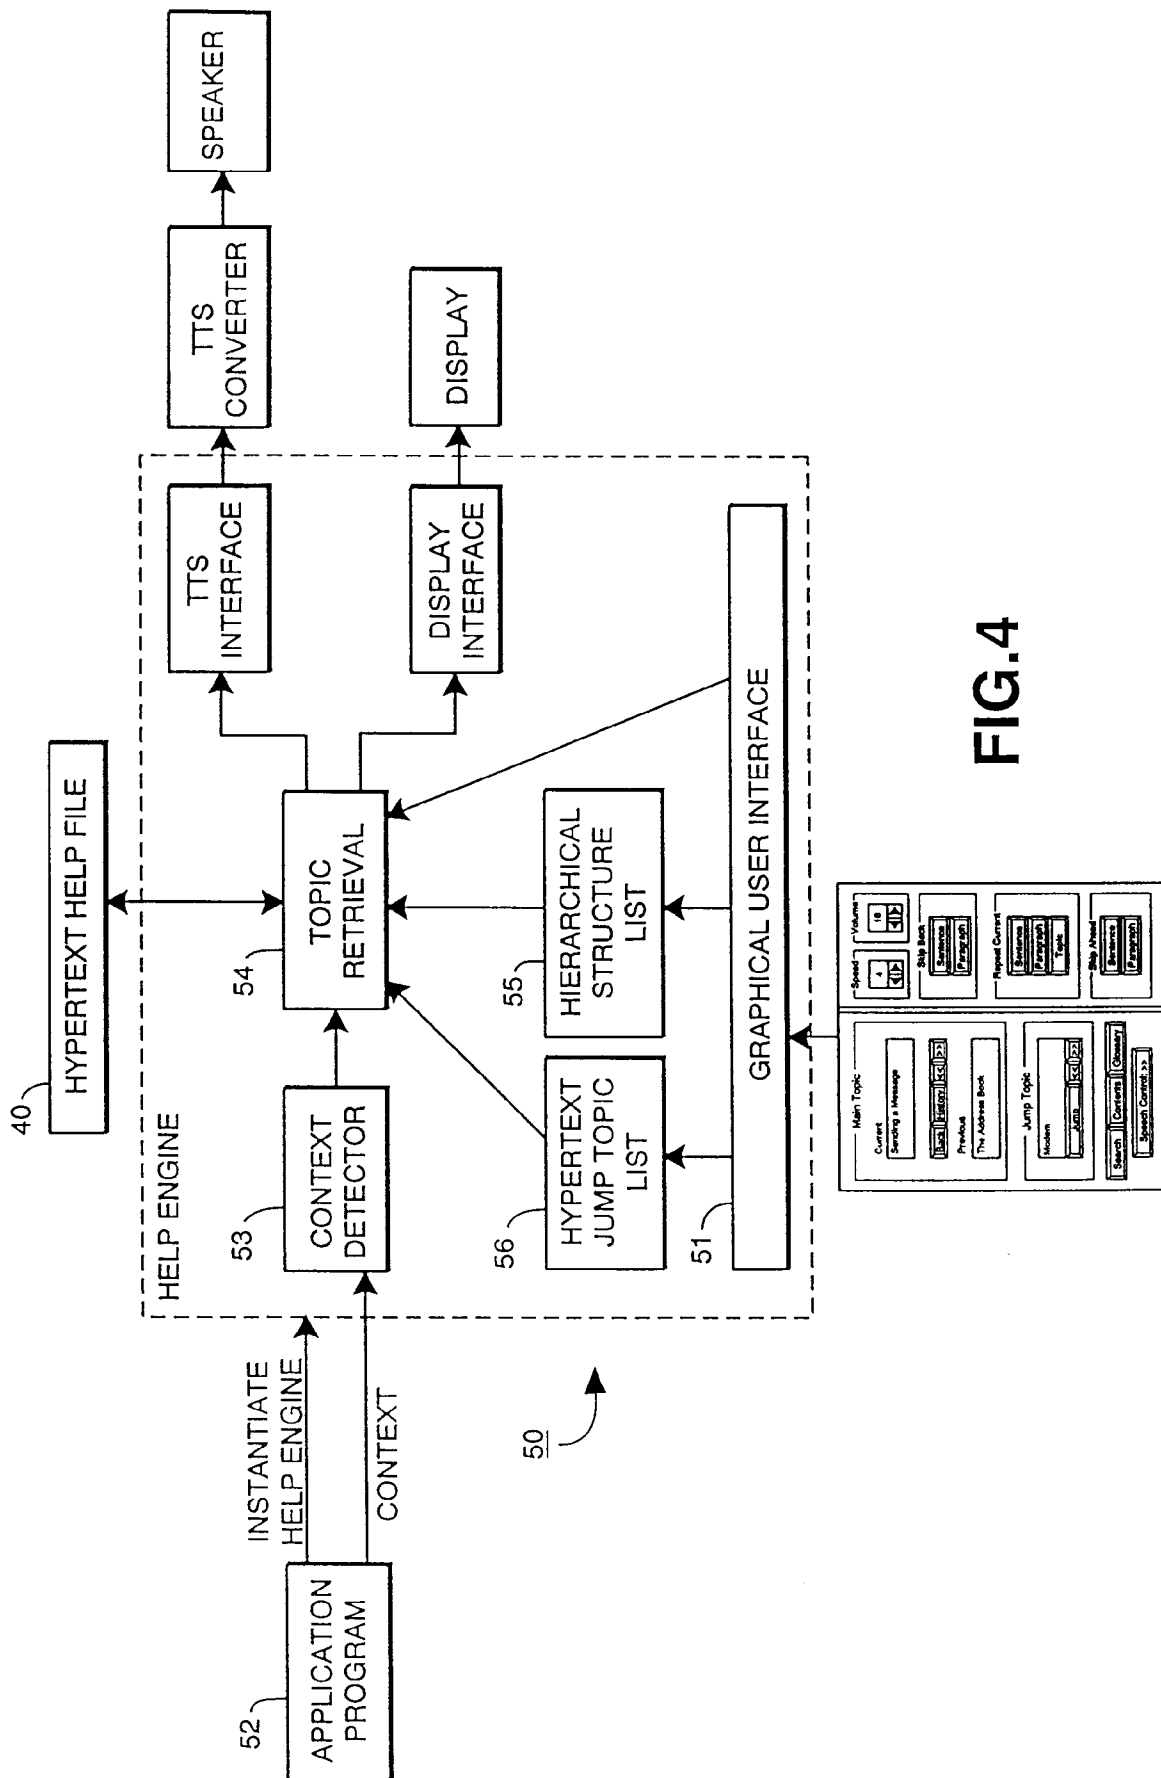 40
HYPERTEXT HELP FILE
HELP ENGINE
INSTANTIATE
HELP ENGINE
CONTEXT
52
APPLICATION
PROGRAM
53
CONTEXT
DETECTOR
54
TOPIC
RETRIEVAL
TTS
INTERFACE
TTS
CONVERTER
SPEAKER
DISPLAY
INTERFACE
DISPLAY
50
56
HYPERTEXT
JUMP TOPIC
LIST
55
HIERARCHICAL
STRUCTURE
LIST
51
GRAPHICAL USER INTERFACE
Main Topic
Current
Sending a Message
Back
History
<<
>>
Previous
The Address Book
Jump Topic
Modem
Jump
<<
>>
Search
Contents
Glossary
Speech Control: >>
Speed
4
Volume
18
Skip Back
Sentence
Paragraph
Repeat Current
Sentence
Paragraph
Topic
Skip Ahead
Sentence
Paragraph
FIG.4